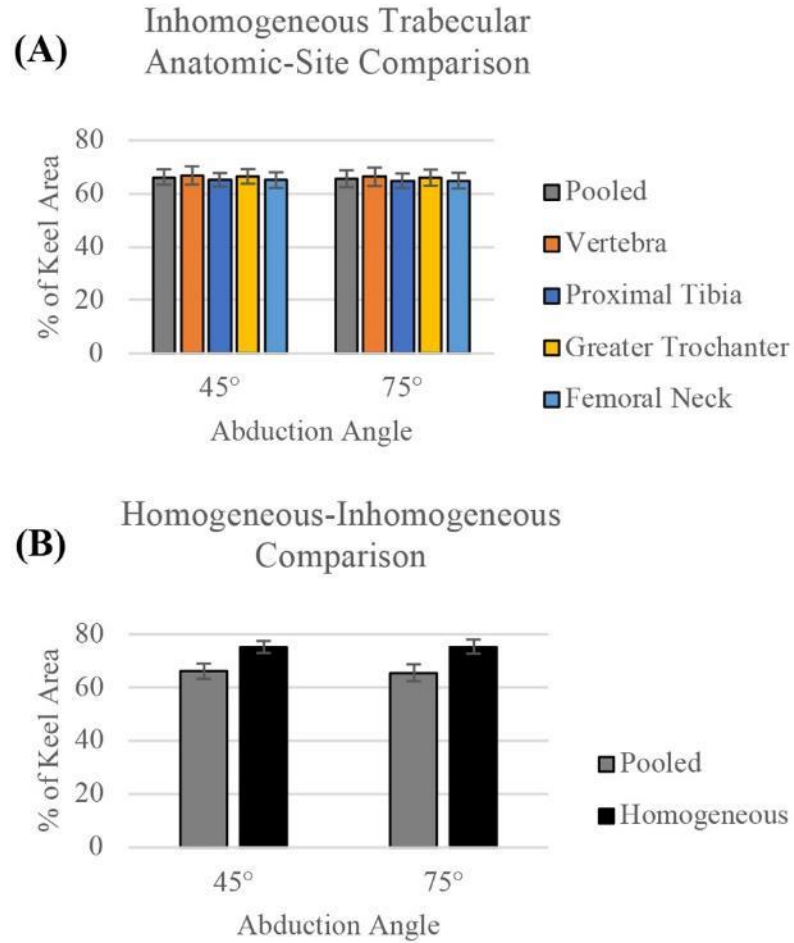 (A)
Inhomogeneous Trabecular
Anatomic-Site Comparison
% of Keel Area
80
60
40
20
0
45°
75°
Abduction Angle
Pooled
Vertebra
Proximal Tibia
Greater Trochanter
Femoral Neck
(B)
Homogeneous-Inhomogeneous
Comparison
% of Keel Area
80
60
40
20
0
45°
75°
Abduction Angle
Pooled
Homogeneous